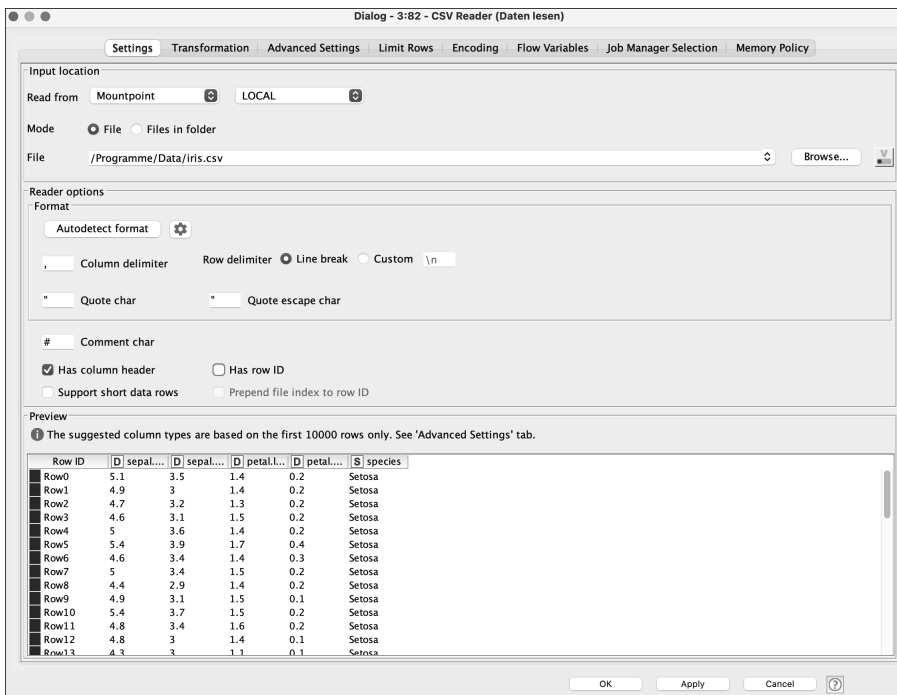 Dialog - 3:82 - CSV Reader (Daten lesen)
Settings Transformation Advanced Settings Limit Rows Encoding Flow Variables Job Manager Selection Memory Policy
Input location
Read from Mountpoint LOCAL
Mode File Files in folder
File /Programme/Data/iris.csv Browse... V
Reader options
Format
Autodetect format
, Column delimiter Row delimiter Line break Custom \n
" Quote char " Quote escape char
# Comment char
Has column header Has row ID
Support short data rows Prepend file index to row ID
Preview
The suggested column types are based on the first 10000 rows only. See 'Advanced Settings' tab.
Row ID D sepal.... D sepal.... D petal.l... D petal.... S species
Row0 5.1 3.5 1.4 0.2 Setosa
Row1 4.9 3 1.4 0.2 Setosa
Row2 4.7 3.2 1.3 0.2 Setosa
Row3 4.6 3.1 1.5 0.2 Setosa
Row4 5 3.6 1.4 0.2 Setosa
Row5 5.4 3.9 1.7 0.4 Setosa
Row6 4.6 3.4 1.4 0.3 Setosa
Row7 5 3.4 1.5 0.2 Setosa
Row8 4.4 2.9 1.4 0.2 Setosa
Row9 4.9 3.1 1.5 0.1 Setosa
Row10 5.4 3.7 1.5 0.2 Setosa
Row11 4.8 3.4 1.6 0.2 Setosa
Row12 4.8 3 1.4 0.1 Setosa
Row13 4.3 3 1.1 0.1 Setosa
OK Apply Cancel ?